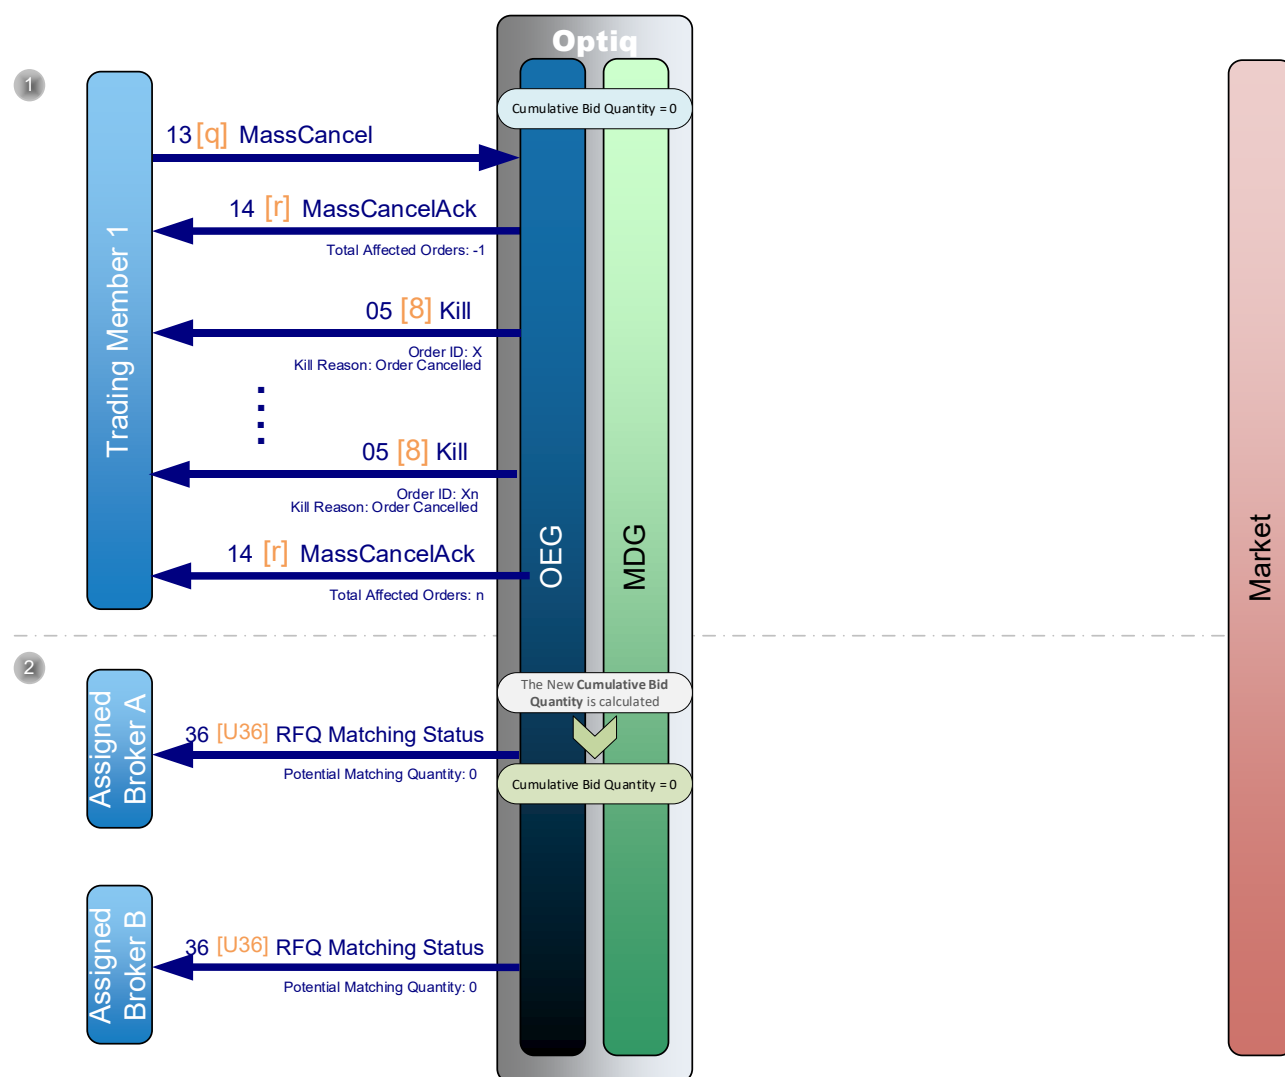 Optiq
1
Cumulative Bid Quantity = 0
13 [q] MassCancel
14 [r] MassCancelAck
Total Affected Orders: -1
05 [8] Kill
Order ID: X
Kill Reason: Order Cancelled
05 [8] Kill
Order ID: Xn
Kill Reason: Order Cancelled
14 [r] MassCancelAck
Total Affected Orders: n
Trading Member 1
OEG
MDG
Market
2
The New Cumulative Bid
Quantity is calculated
Assigned
Broker A
36 [U36] RFQ Matching Status
Potential Matching Quantity: 0
Cumulative Bid Quantity = 0
Assigned
Broker B
36 [U36] RFQ Matching Status
Potential Matching Quantity: 0